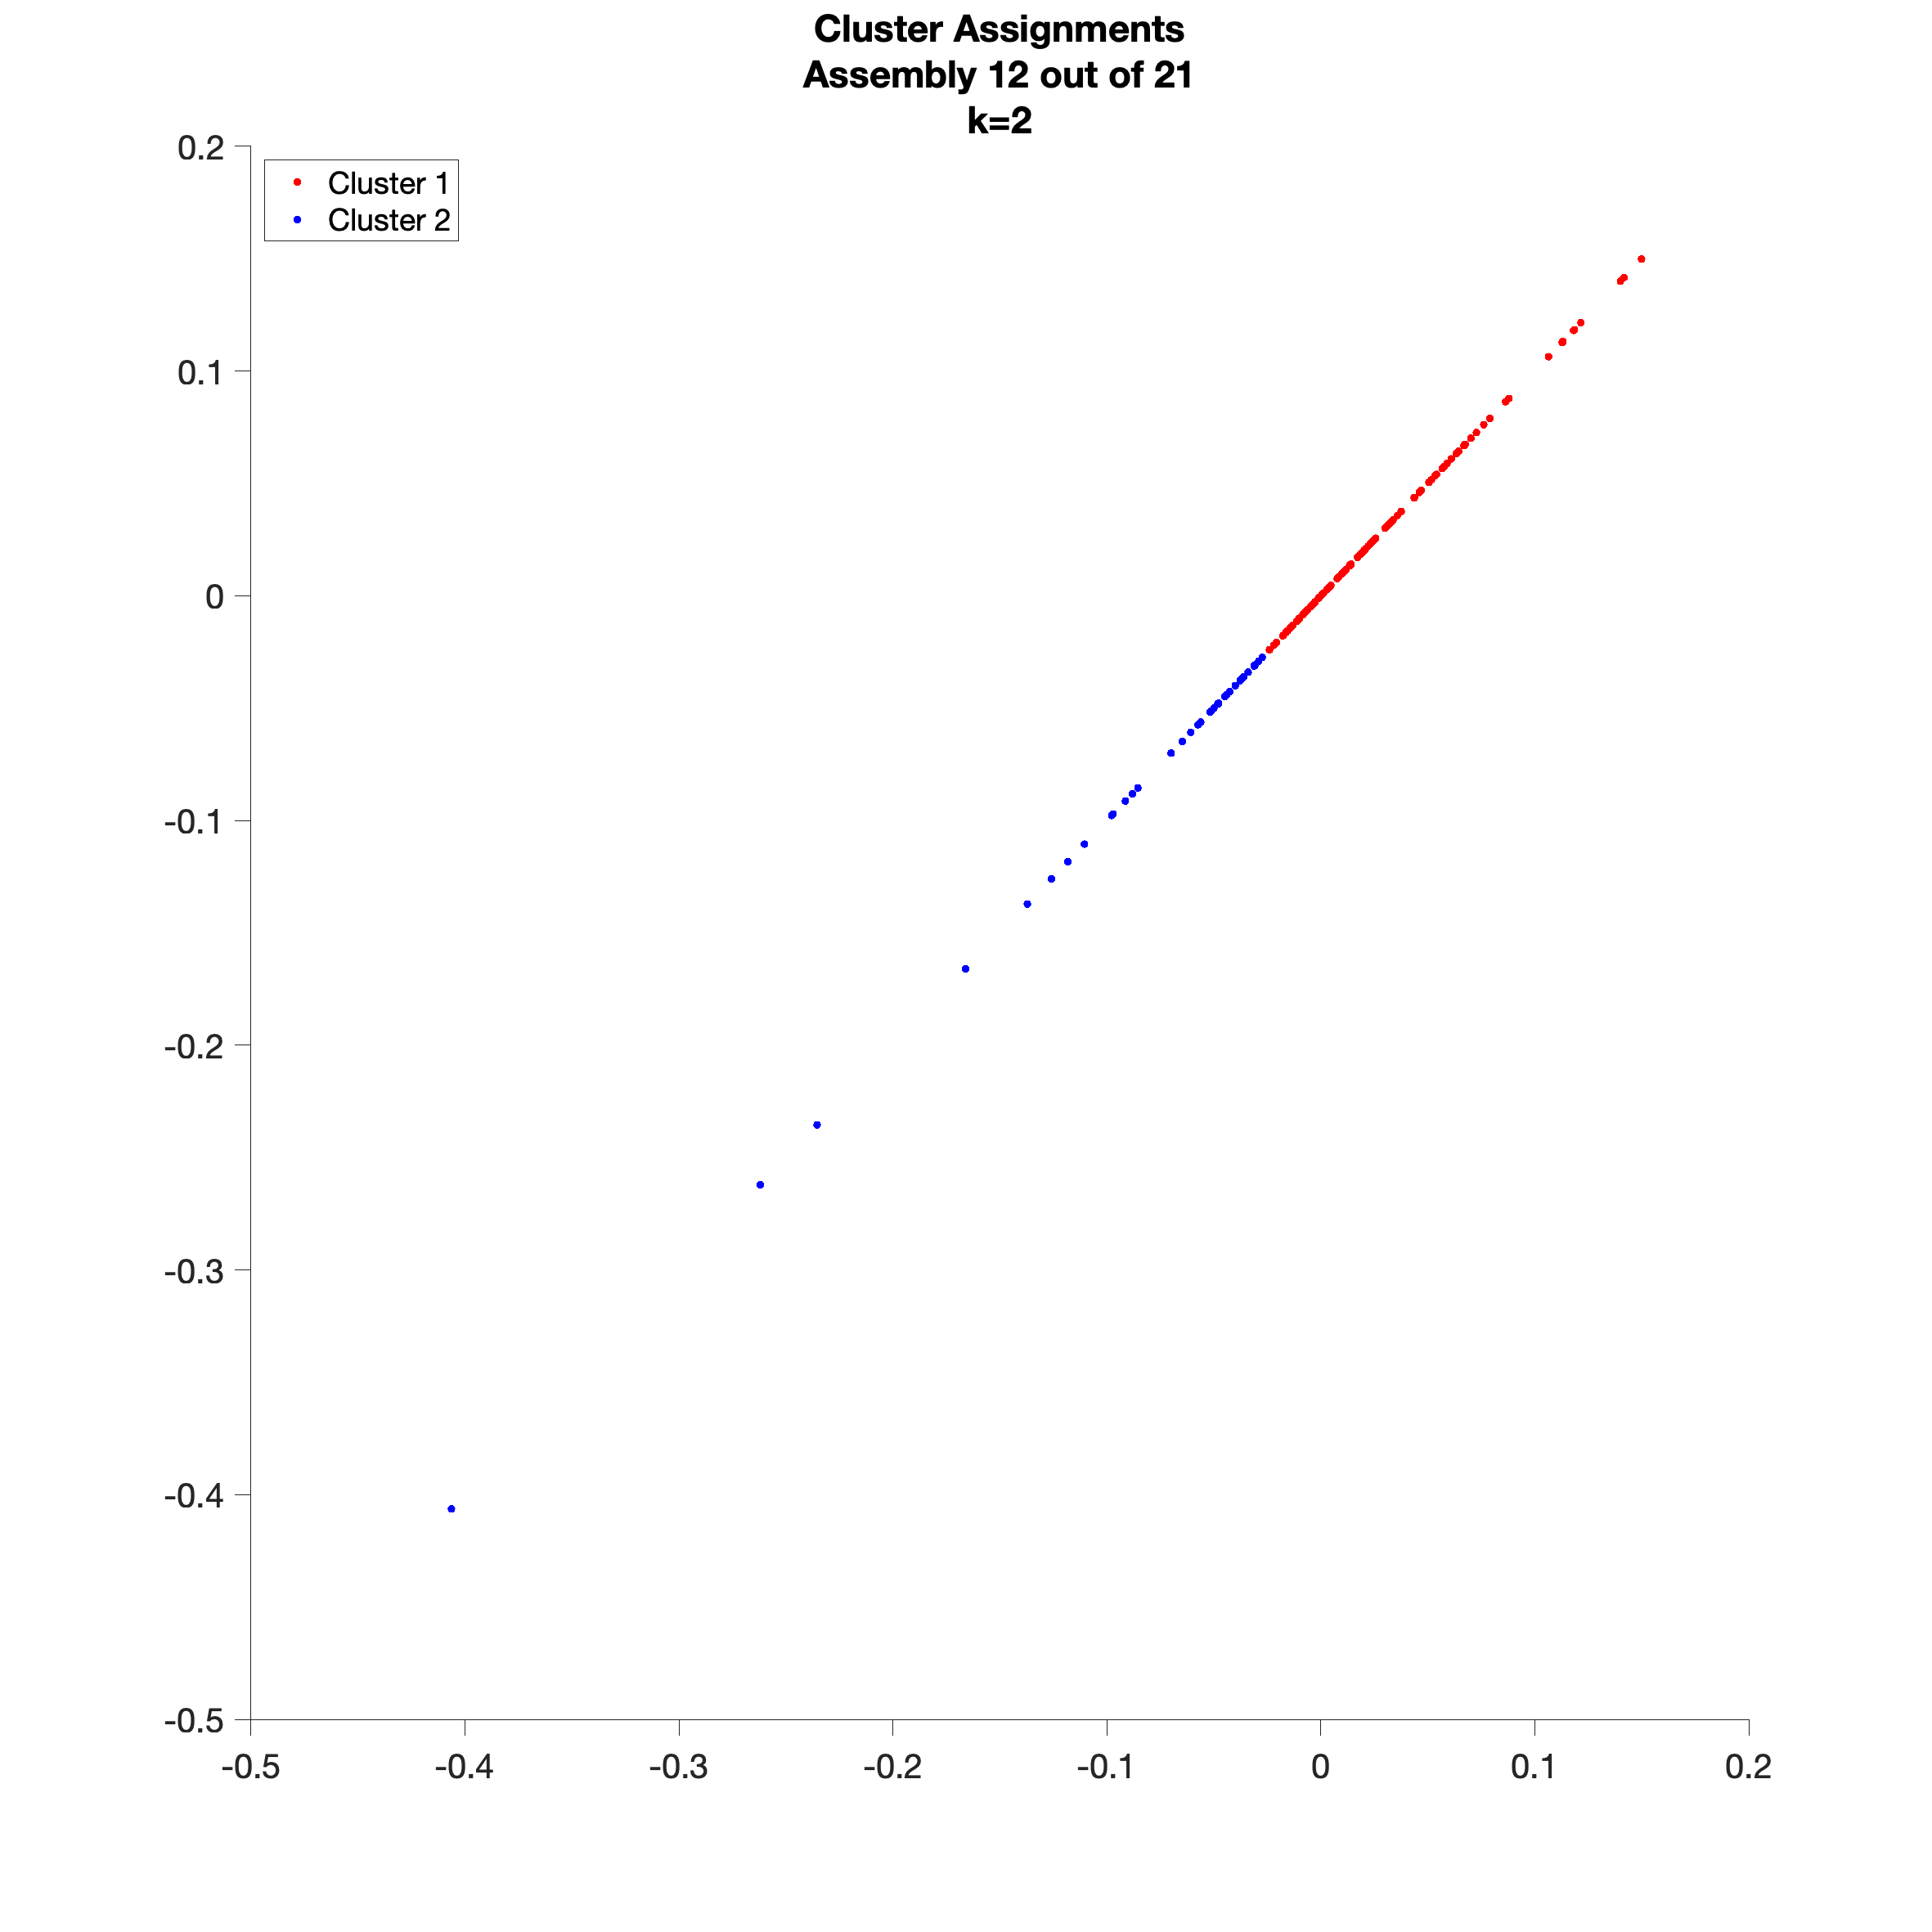 Cluster Assignments
Assembly 12 out of 21
k=2
Cluster 1
Cluster 2
0.2
0.1
0
-0.1
-0.2
-0.3
-0.4
-0.5
-0.5 -0.4 -0.3 -0.2 -0.1 0 0.1 0.2